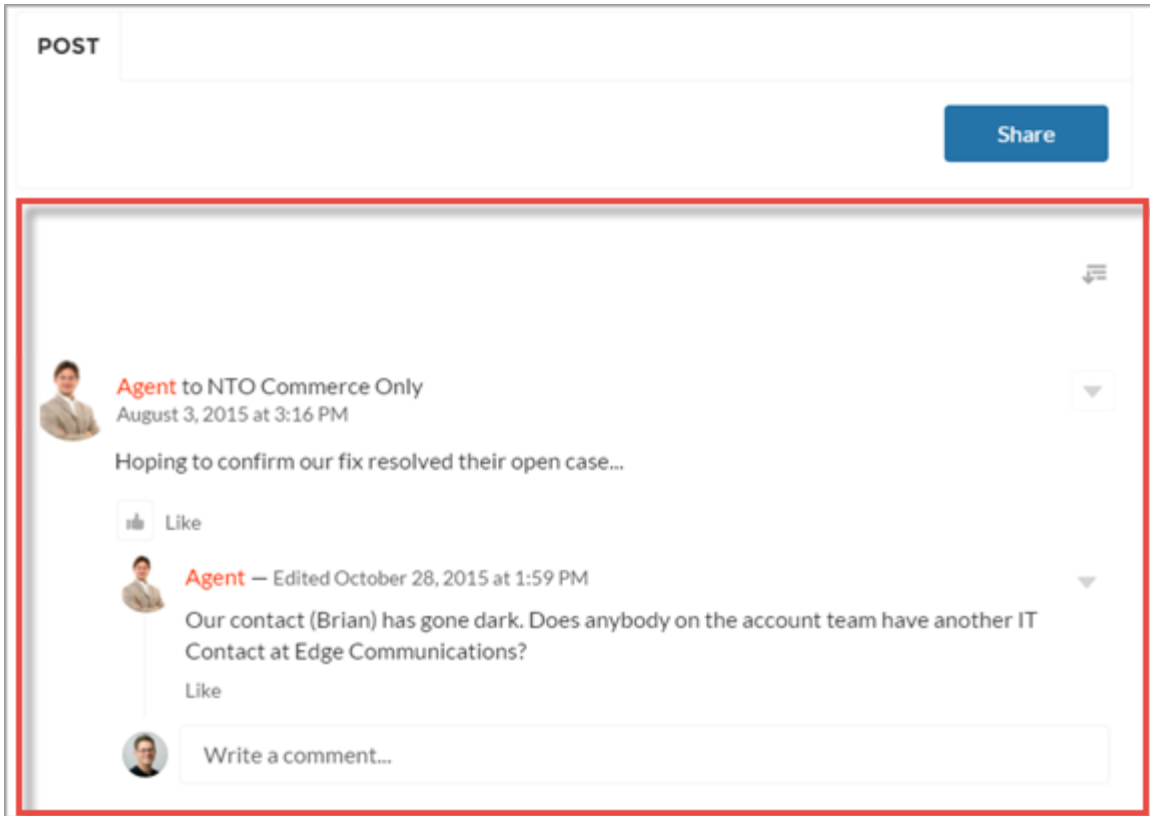 POST
Share
Agent to NTO Commerce Only
August 3, 2015 at 3:16 PM
Hoping to confirm our fix resolved their open case...
Like
Agent — Edited October 28, 2015 at 1:59 PM
Our contact (Brian) has gone dark. Does anybody on the account team have another IT
Contact at Edge Communications?
Like
Write a comment...